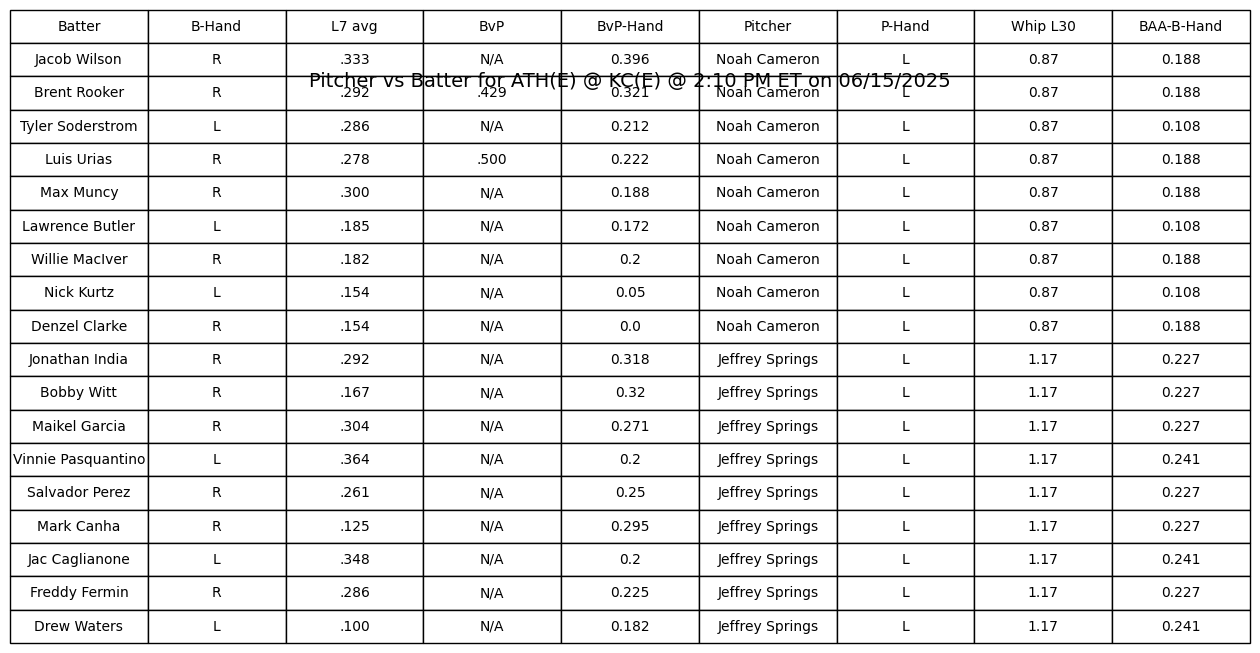 Batter B-Hand L7 avg BvP BvP-Hand Pitcher P-Hand Whip L30 BAA-B-Hand
Jacob Wilson R .333 N/A 0.396 Noah Cameron L 0.87 0.188
Pitcher vs Batter for ATH(E) @ KC(E) @ 2:10 PM ET on 06/15/2025
Brent Rooker R .292 .429 0.321 Noah Cameron L 0.87 0.188
Tyler Soderstrom L .286 N/A 0.212 Noah Cameron L 0.87 0.108
Luis Urias R .278 .500 0.222 Noah Cameron L 0.87 0.188
Max Muncy R .300 N/A 0.188 Noah Cameron L 0.87 0.188
Lawrence Butler L .185 N/A 0.172 Noah Cameron L 0.87 0.108
Willie MacIver R .182 N/A 0.2 Noah Cameron L 0.87 0.188
Nick Kurtz L .154 N/A 0.05 Noah Cameron L 0.87 0.108
Denzel Clarke R .154 N/A 0.0 Noah Cameron L 0.87 0.188
Jonathan India R .292 N/A 0.318 Jeffrey Springs L 1.17 0.227
Bobby Witt R .167 N/A 0.32 Jeffrey Springs L 1.17 0.227
Maikel Garcia R .304 N/A 0.271 Jeffrey Springs L 1.17 0.227
Vinnie Pasquantino L .364 N/A 0.2 Jeffrey Springs L 1.17 0.241
Salvador Perez R .261 N/A 0.25 Jeffrey Springs L 1.17 0.227
Mark Canha R .125 N/A 0.295 Jeffrey Springs L 1.17 0.227
Jac Caglianone L .348 N/A 0.2 Jeffrey Springs L 1.17 0.241
Freddy Fermin R .286 N/A 0.225 Jeffrey Springs L 1.17 0.227
Drew Waters L .100 N/A 0.182 Jeffrey Springs L 1.17 0.241